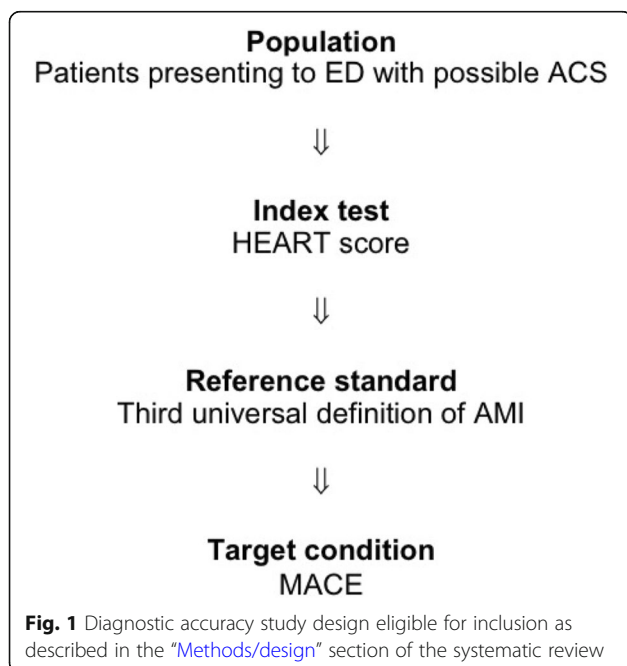 Population
Patients presenting to ED with possible ACS
⇓
Index test
HEART score
⇓
Reference standard
Third universal definition of AMI
⇓
Target condition
MACE
Fig. 1 Diagnostic accuracy study design eligible for inclusion as
described in the “Methods/design” section of the systematic review